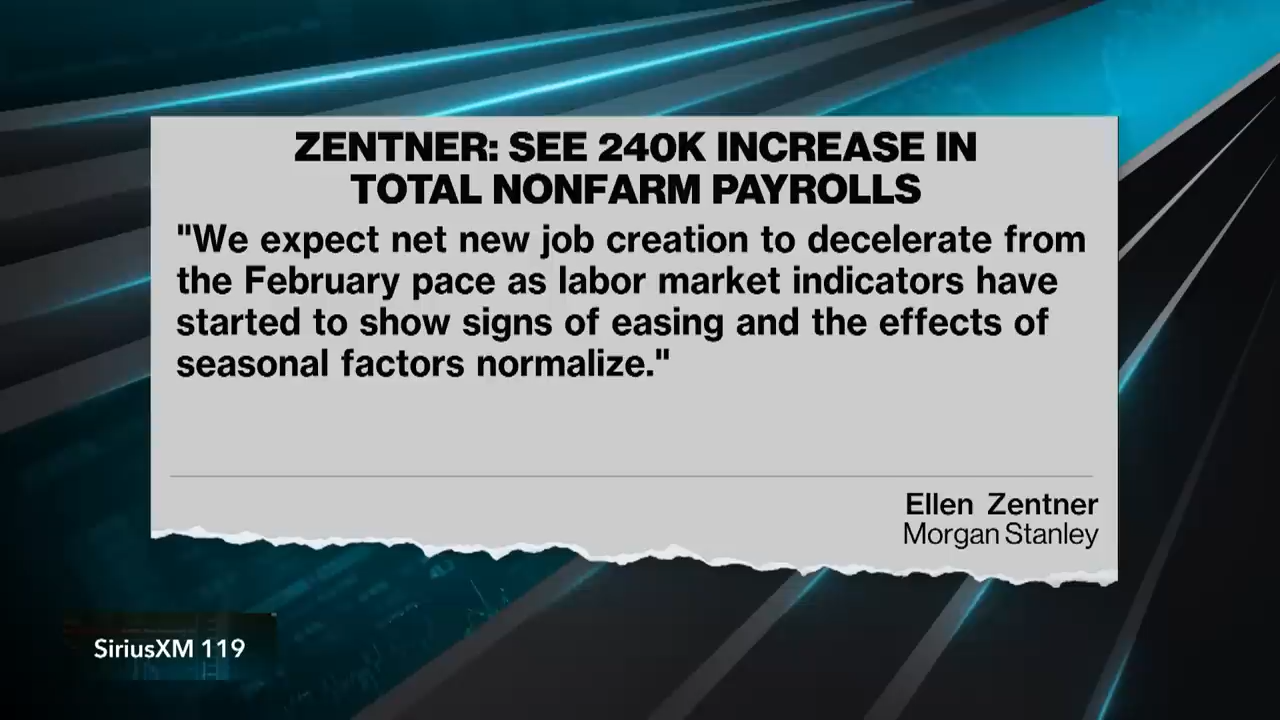 ZENTNER: SEE 240K INCREASE IN
TOTAL NONFARM PAYROLLS
"We expect net new job creation to decelerate from
the February pace as labor market indicators have
started to show signs of easing and the effects of
seasonal factors normalize."
Ellen Zentner
Morgan Stanley
SiriusXM 119